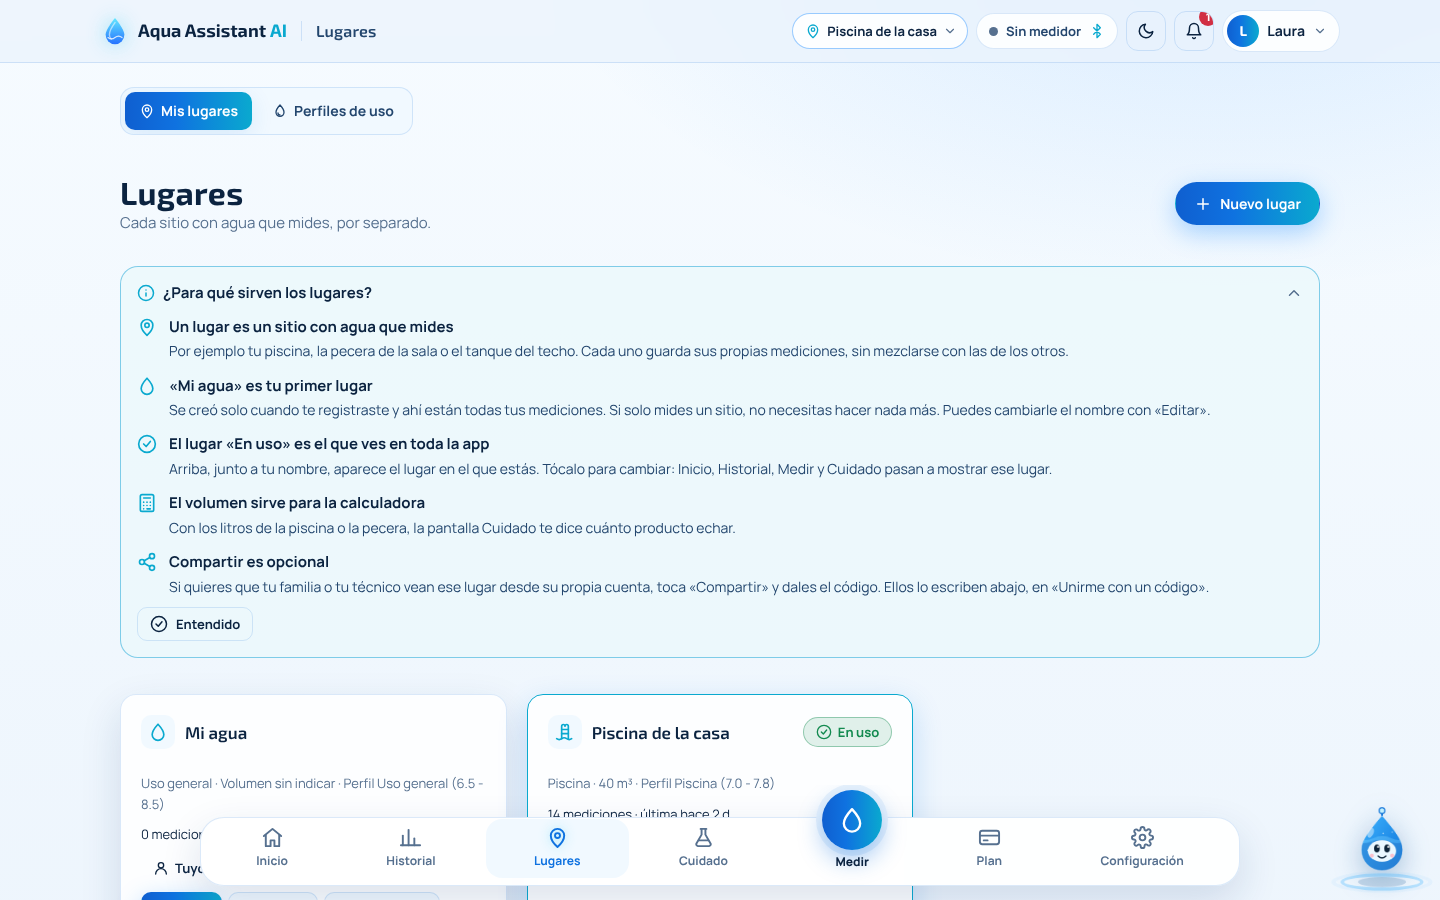 Aqua Assistant AI
Lugares
Piscina de la casa
Sin medidor
L
Laura
Mis lugares
Perfiles de uso
Lugares
Cada sitio con agua que mides, por separado.
Nuevo lugar
¿Para qué sirven los lugares?
Un lugar es un sitio con agua que mides
Por ejemplo tu piscina, la pecera de la sala o el tanque del techo. Cada uno guarda sus propias mediciones, sin mezclarse con las de los otros.
«Mi agua» es tu primer lugar
Se creó solo cuando te registraste y ahí están todas tus mediciones. Si solo mides un sitio, no necesitas hacer nada más. Puedes cambiarle el nombre con «Editar».
El lugar «En uso» es el que ves en toda la app
Arriba, junto a tu nombre, aparece el lugar en el que estás. Tócalo para cambiar: Inicio, Historial, Medir y Cuidado pasan a mostrar ese lugar.
El volumen sirve para la calculadora
Con los litros de la piscina o la pecera, la pantalla Cuidado te dice cuánto producto echar.
Compartir es opcional
Si quieres que tu familia o tu técnico vean ese lugar desde su propia cuenta, toca «Compartir» y dales el código. Ellos lo escriben abajo, en «Unirme con un código».
Entendido
Mi agua
Uso general · Volumen sin indicar · Perfil Uso general (6.5 -
8.5)
0
Piscina de la casa
En uso
Piscina · 40 m³ · Perfil Piscina (7.0 - 7.8)
14 mediciones · última hace 2 d
Inicio
Historial
Lugares
Cuidado
Medir
Plan
Configuración